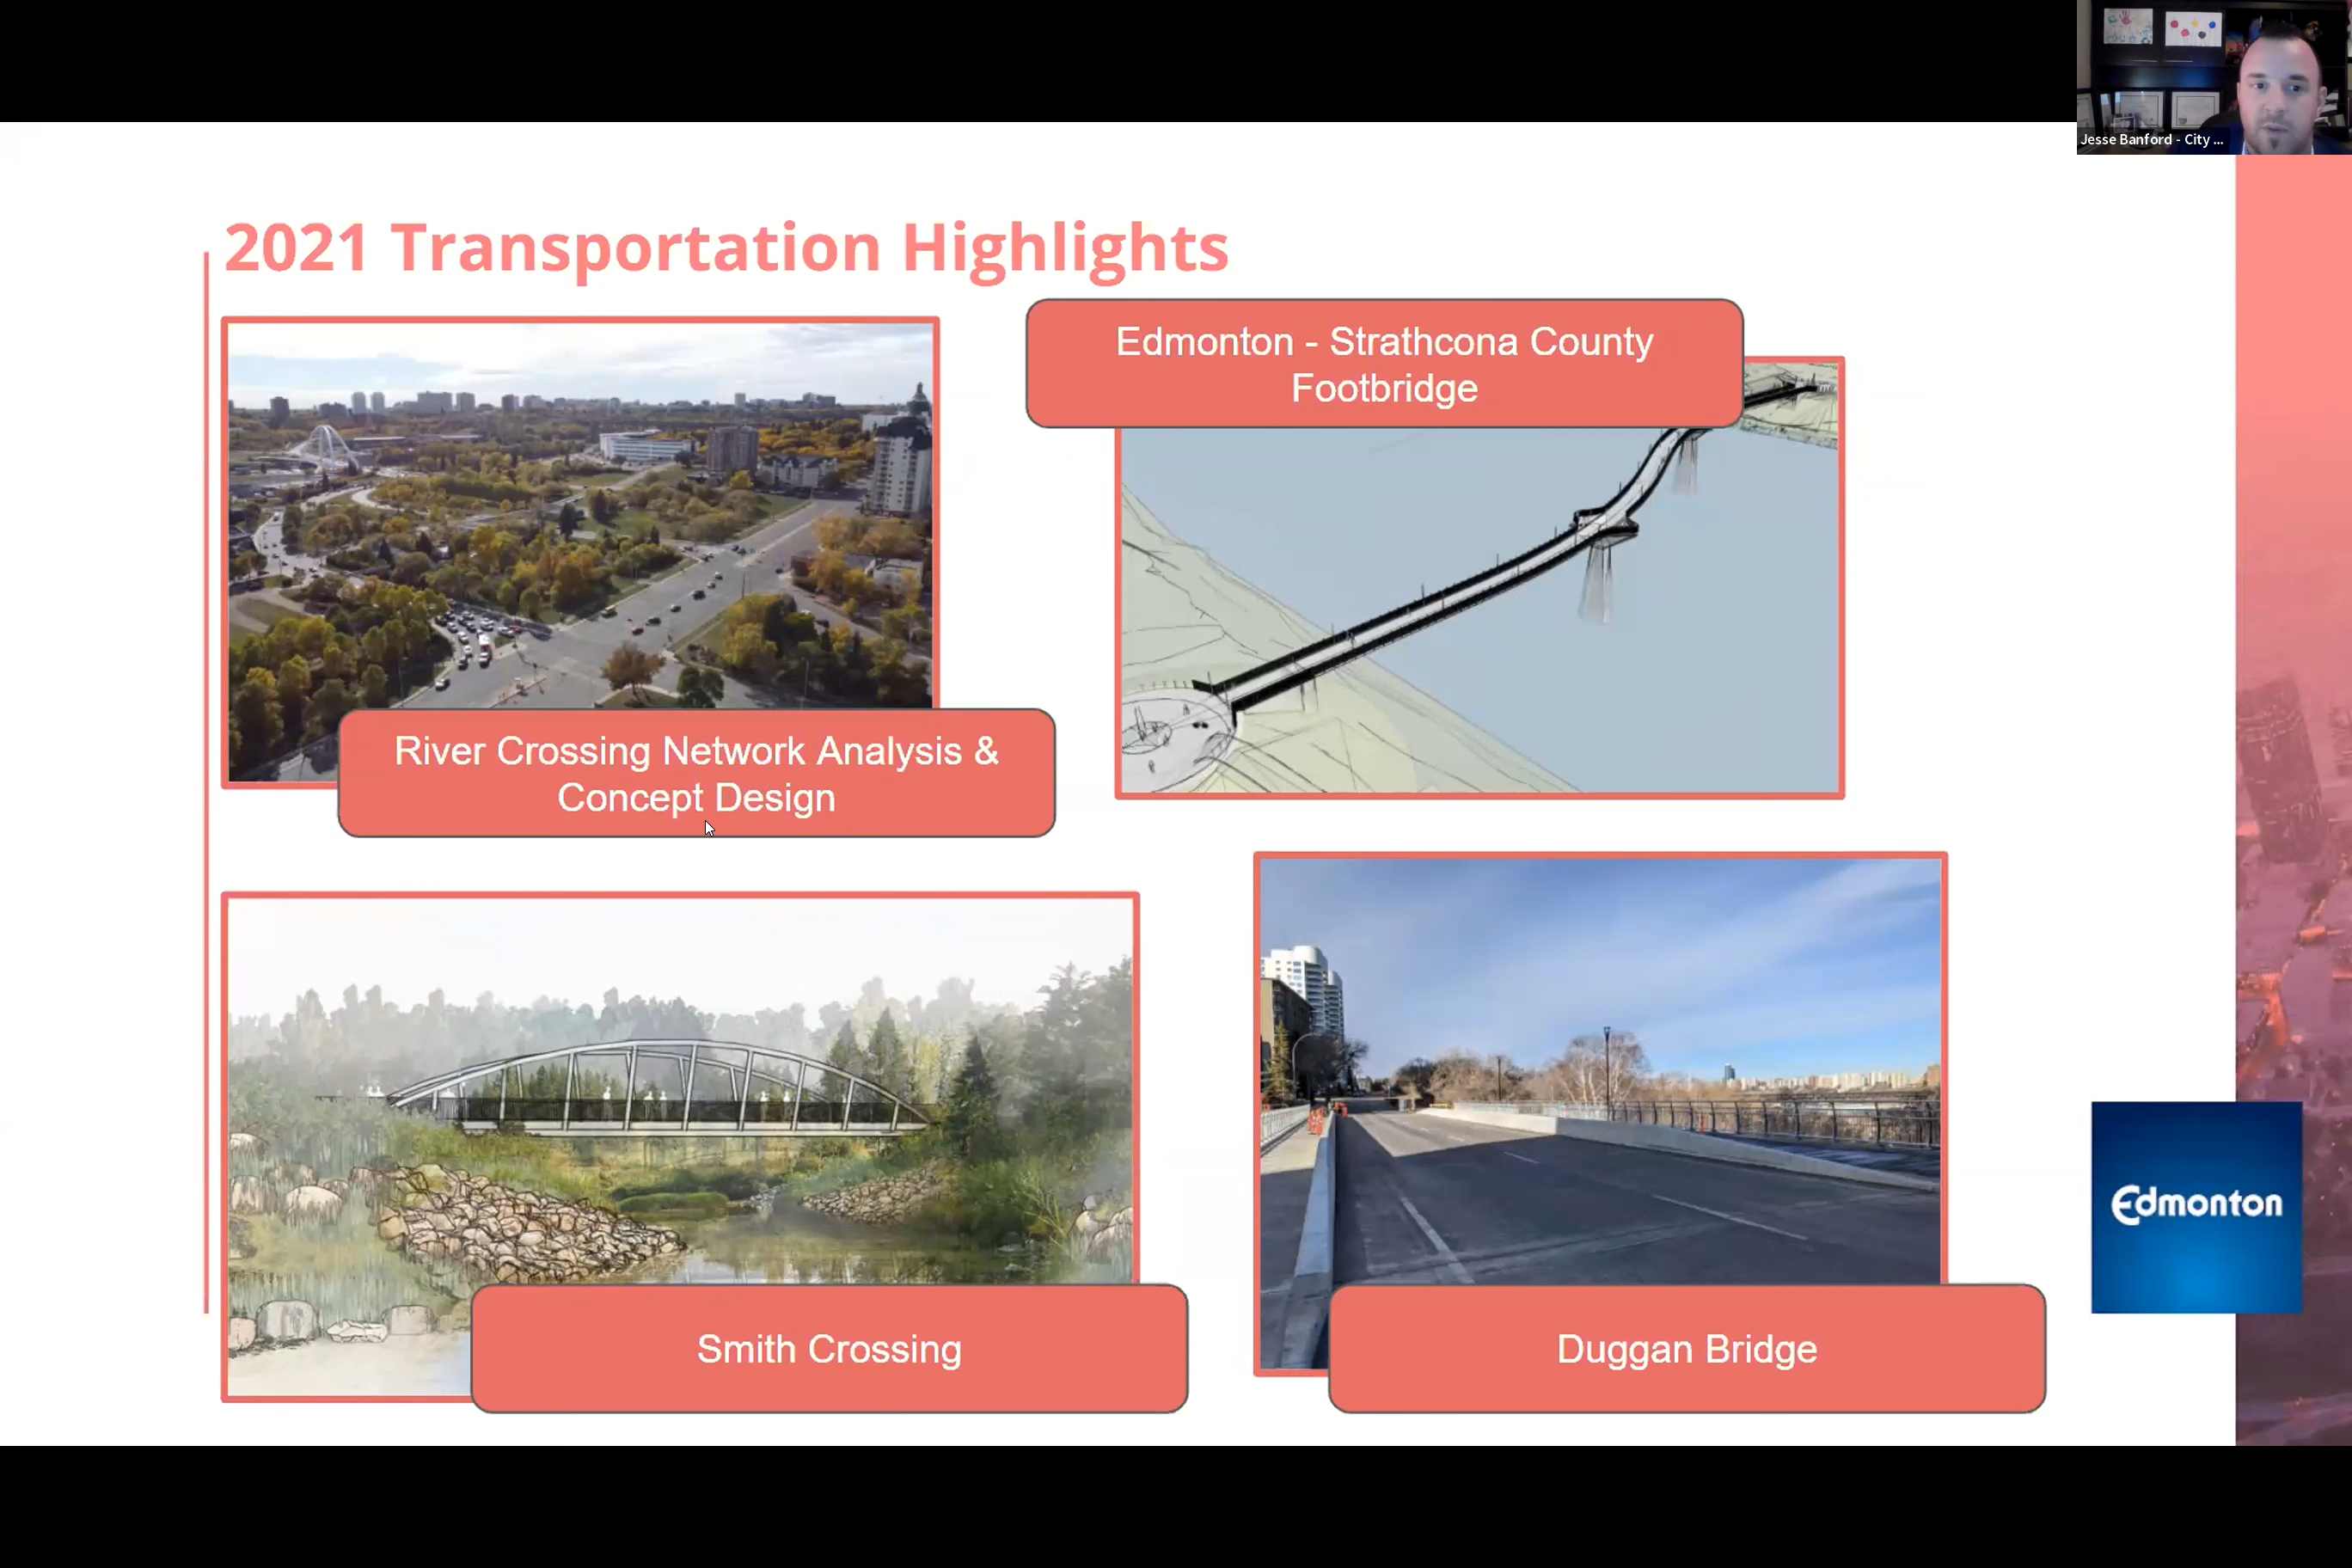 Jesse Banford - City ...
2021 Transportation Highlights
Edmonton - Strathcona County
Footbridge
River Crossing Network Analysis &
Concept Design
Smith Crossing
Duggan Bridge
Edmonton